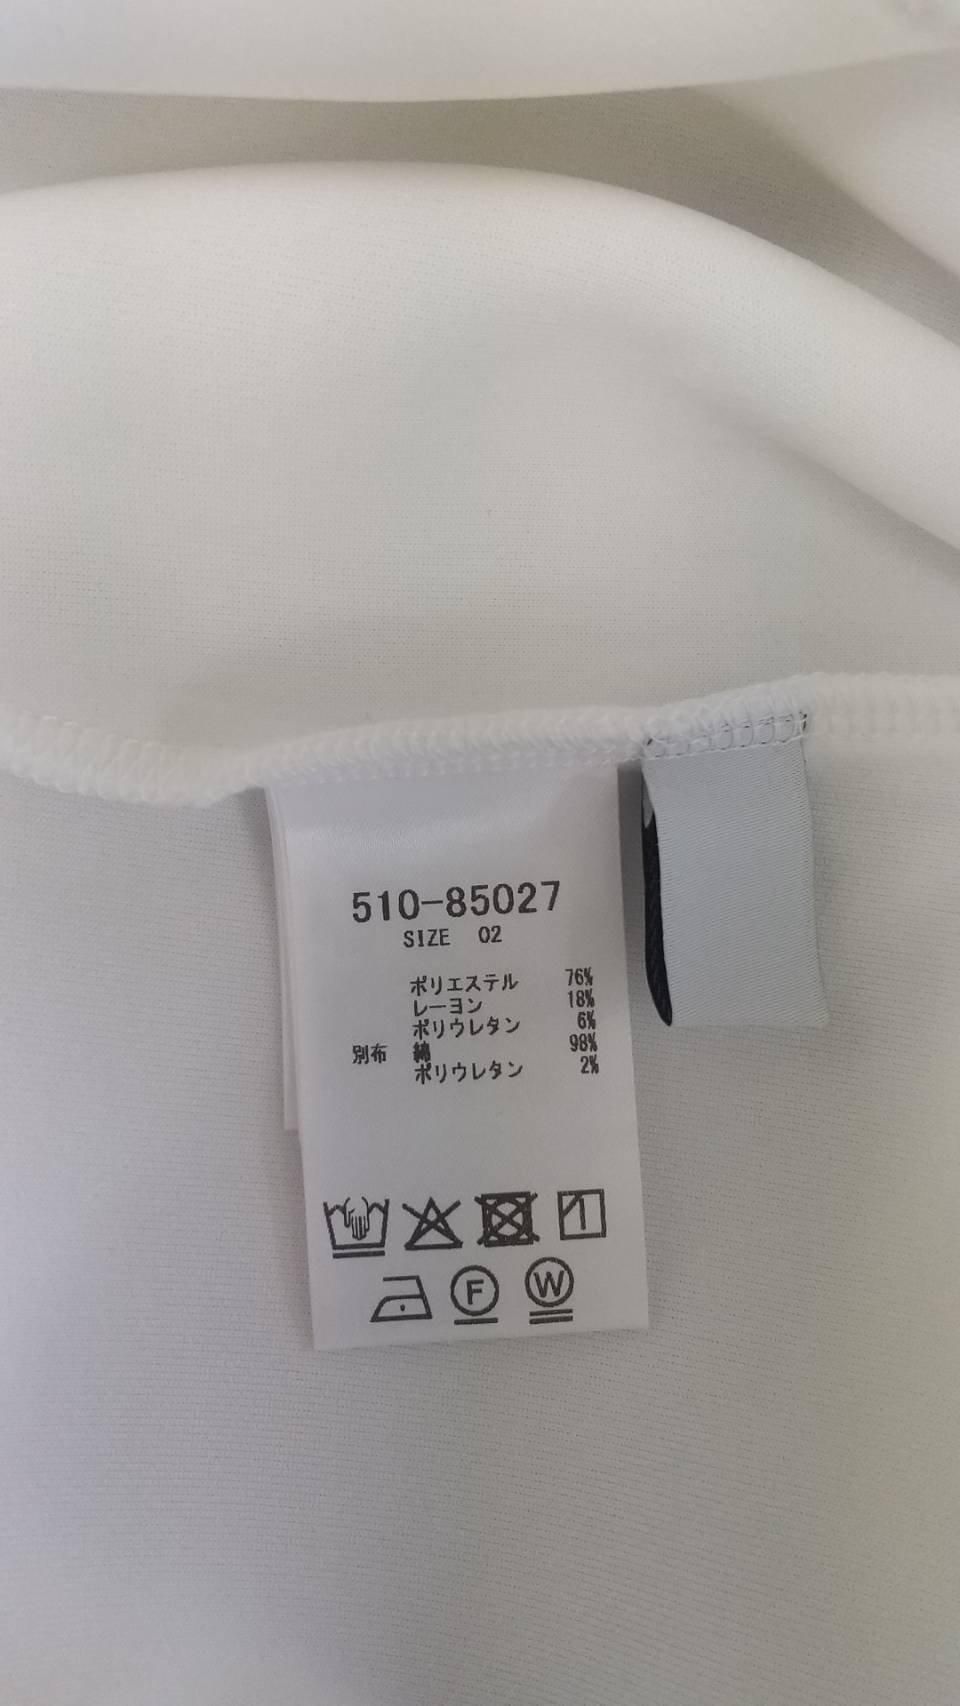 510-85027
SIZE 02
ポリエステル 76%
レーヨン 18%
ポリウレタン 6%
別布 綿 98%
ポリウレタン 2%
F W